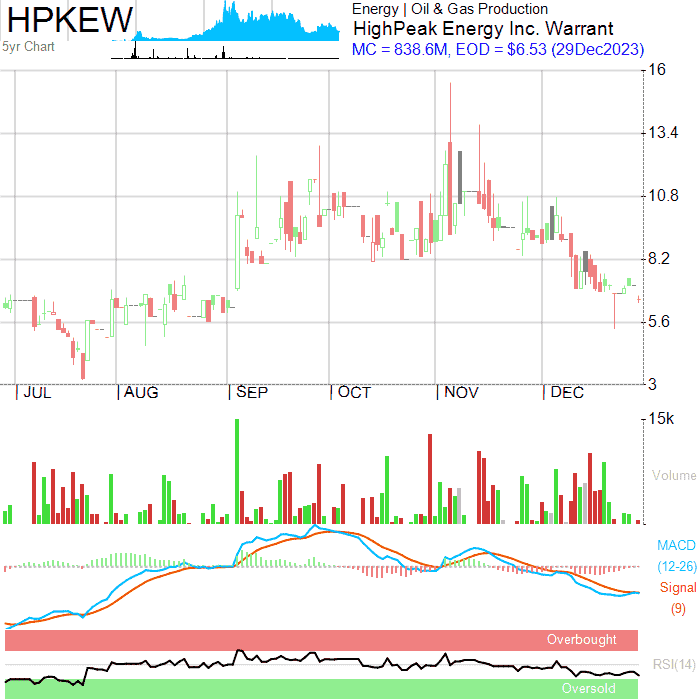 HPKEW
5yr Chart
Energy | Oil & Gas Production
HighPeak Energy Inc. Warrant
MC = 838.6M, EOD = $6.53 (29Dec2023)
16
13.4
10.8
8.2
5.6
3
JUL AUG SEP OCT NOV DEC
15k
Volume
MACD
(12-26)
Signal
(9)
Overbought
RSI(14)
Oversold